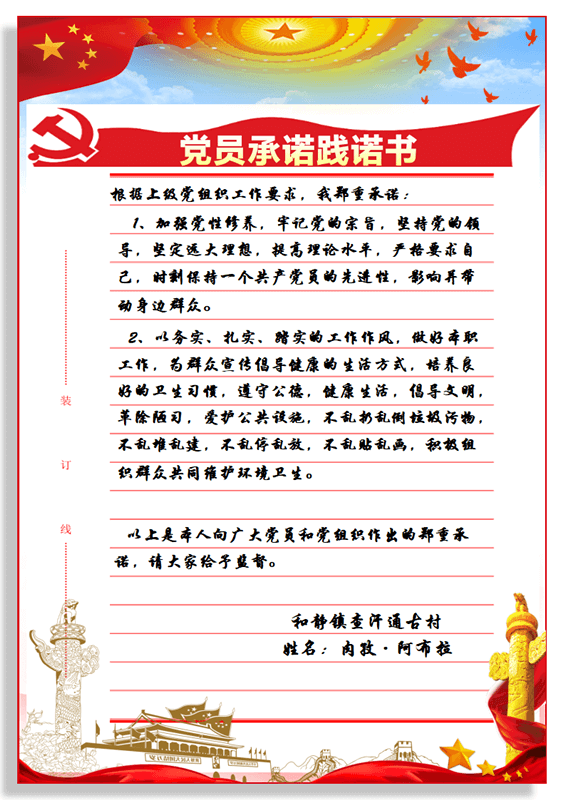 党员承诺践诺书
根据上级党组织工作要求，我郑重承诺：
1、加强党性修养，牢记党的宗旨，坚持党的领
导，坚定远大理想，提高理论水平，严格要求自
己，时刻保持一个共产党员的先进性，影响并带
动身边群众。
2、以务实、扎实、踏实的工作作风，做好本职
工作，为群众宣传倡导健康的生活方式，培养良
好的卫生习惯，遵守公德，健康生活，倡导文明，
革除陋习，爱护公共设施，不乱扔乱倒垃圾污物，
不乱堆乱建，不乱停乱放，不乱贴乱画，积极组
织群众共同维护环境卫生。
以上是本人向广大党员和党组织作出的郑重承
诺，请大家给予监督。
和静镇查汗通古村
姓名：肉孜·阿布拉
装
订
线